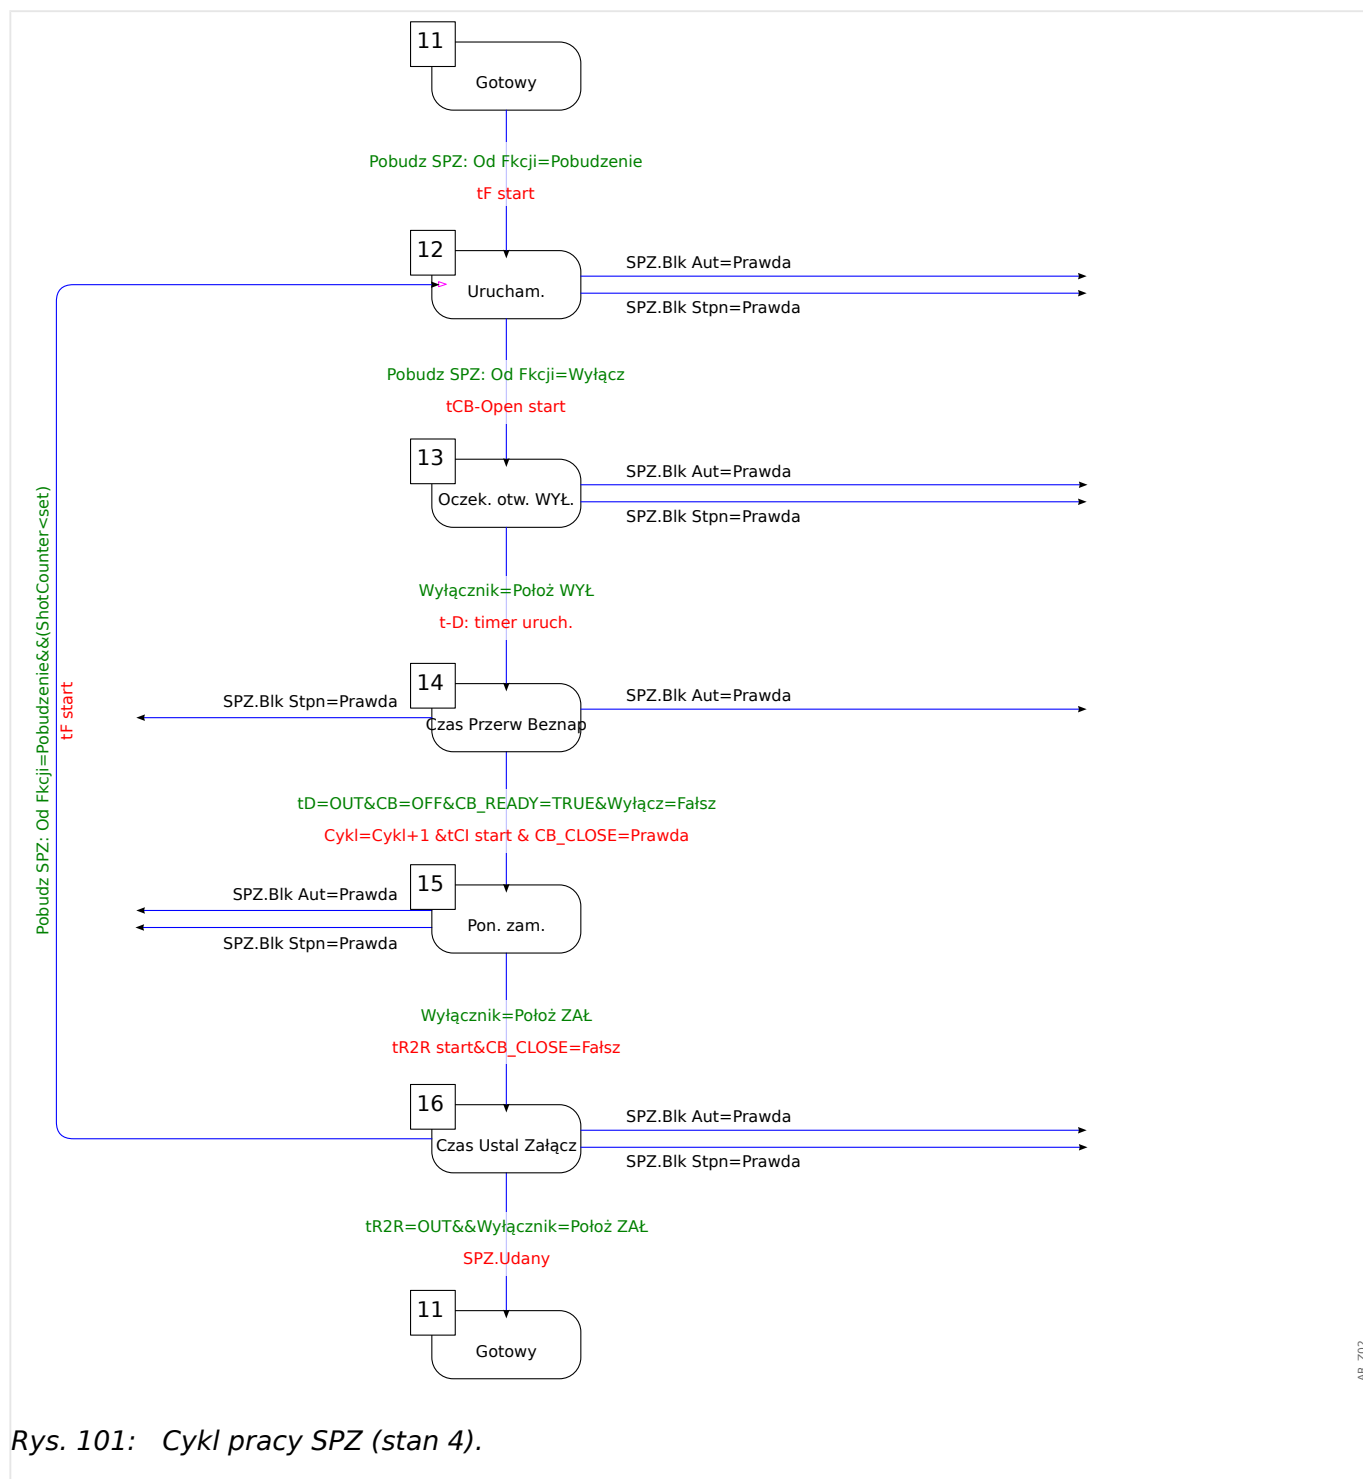 11
Gotowy
Pobudz SPZ: Od Fkcji=Pobudzenie
tF start
12
Urucham.
SPZ.Blk Aut=Prawda
SPZ.Blk Stpn=Prawda
Pobudz SPZ: Od Fkcji=Wyłącz
tCB-Open start
13
Oczek. otw. WYŁ.
SPZ.Blk Aut=Prawda
SPZ.Blk Stpn=Prawda
Pobudz SPZ: Od Fkcji=Pobudzenie&&(ShotCounter<set)
tF start
Wyłącznik=Położ WYŁ
t-D: timer uruch.
14
Czas Przerw Beznap
SPZ.Blk Stpn=Prawda
SPZ.Blk Aut=Prawda
tD=OUT&CB=OFF&CB_READY=TRUE&Wyłącz=Fałsz
Cykl=Cykl+1 &tCI start & CB_CLOSE=Prawda
15
Pon. zam.
SPZ.Blk Aut=Prawda
SPZ.Blk Stpn=Prawda
Wyłącznik=Położ ZAŁ
tR2R start&CB_CLOSE=Fałsz
16
Czas Ustal Załącz
SPZ.Blk Aut=Prawda
SPZ.Blk Stpn=Prawda
tR2R=OUT&&Wyłącznik=Położ ZAŁ
SPZ.Udany
11
Gotowy
Rys. 101: Cykl pracy SPZ (stan 4).